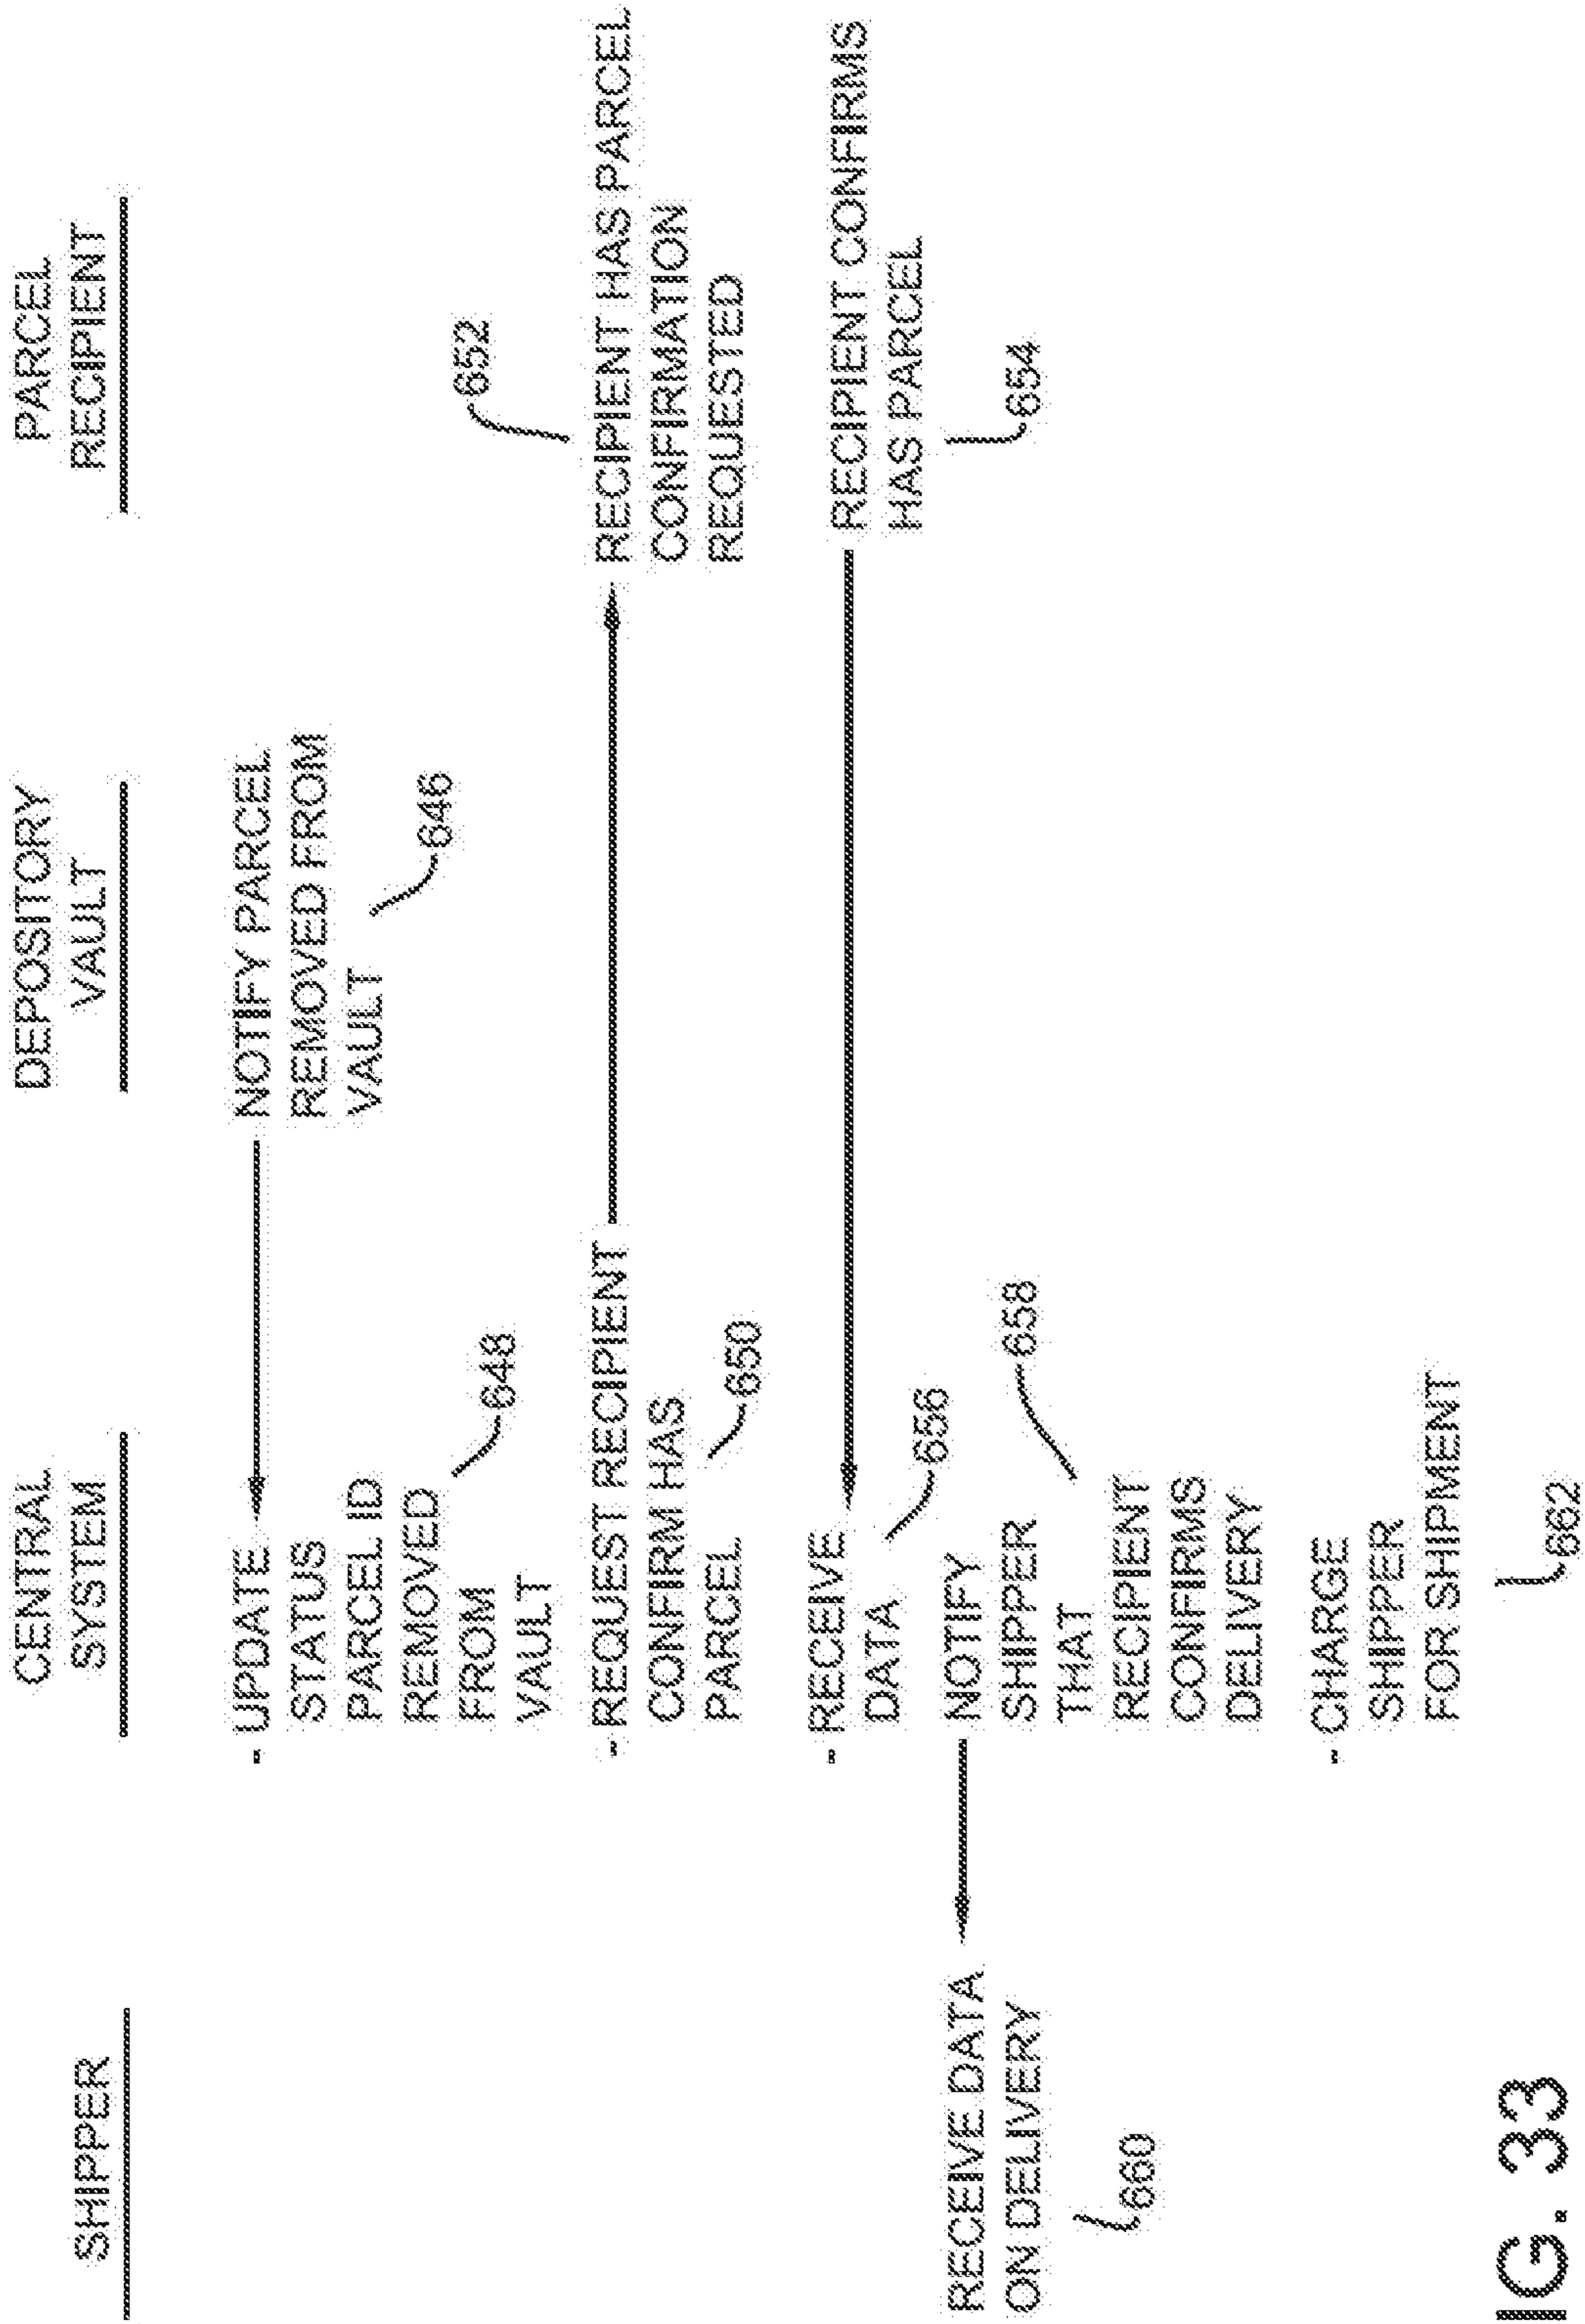 SHIPPER
CENTRAL
SYSTEM
DEPOSITORY
VAULT
PARCEL
RECIPIENT
NOTIFY PARCEL
REMOVED FROM
VAULT
646
- UPDATE
STATUS
PARCEL ID
REMOVED
FROM
VAULT
648
- REQUEST RECIPIENT
CONFIRM HAS
PARCEL
650
652
RECIPIENT HAS PARCEL
CONFIRMATION
REQUESTED
RECIPIENT CONFIRMS
HAS PARCEL
654
- RECEIVE
DATA
656
NOTIFY
SHIPPER
THAT
RECIPIENT
CONFIRMS
DELIVERY
658
RECEIVE DATA
ON DELIVERY
660
- CHARGE
SHIPPER
FOR SHIPMENT
662
IG. 33